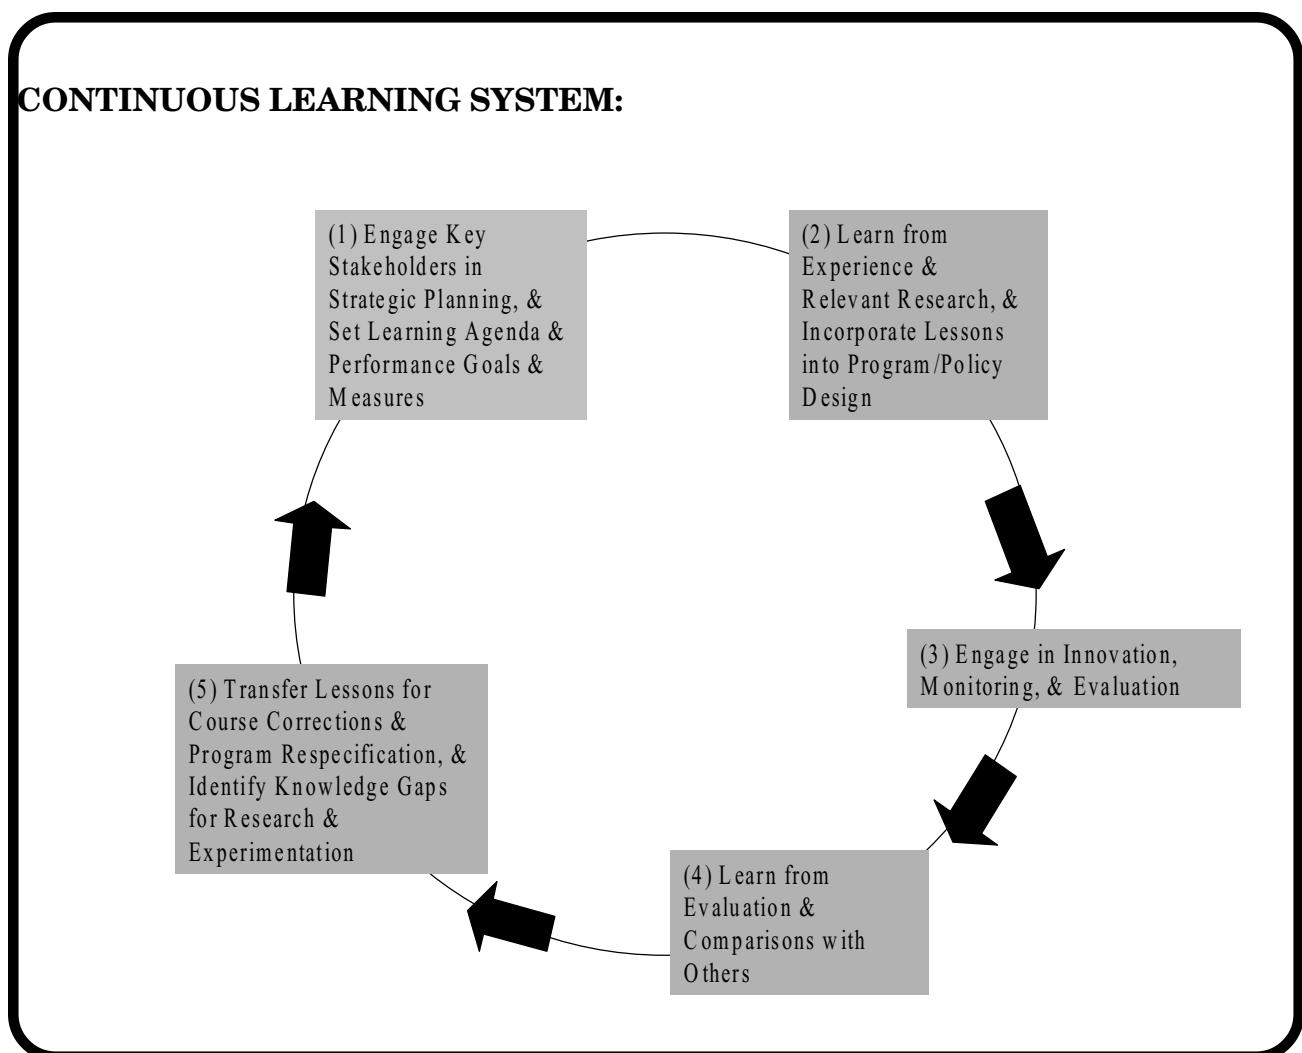 CONTINUOUS LEARNING SYSTEM:
(1) Engage Key
Stakeholders in
Strategic Planning, &
Set Learning Agenda &
Performance Goals &
Measures
(2) Learn from
Experience &
Relevant Research, &
Incorporate Lessons
into Program/Policy
Design
(3) Engage in Innovation,
Monitoring, & Evaluation
(4) Learn from
Evaluation &
Comparisons with
Others
(5) Transfer Lessons for
Course Corrections &
Program Respecification, &
Identify Knowledge Gaps
for Research &
Experimentation